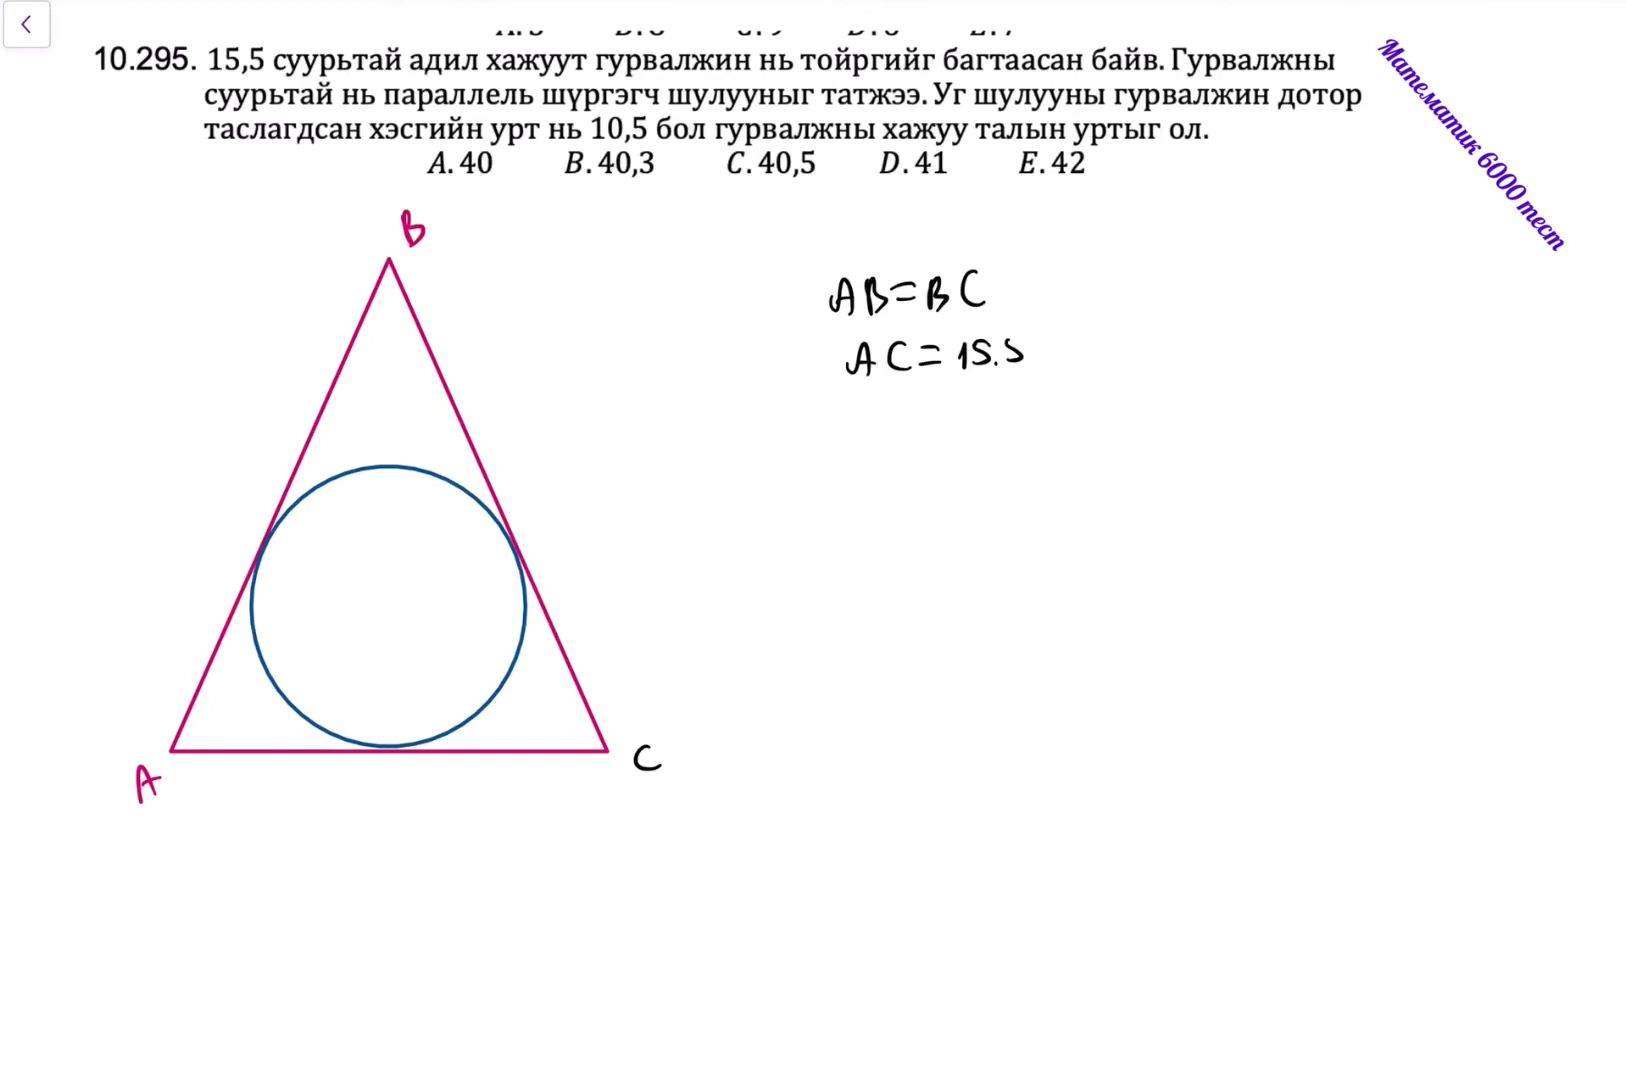 10.295. 15,5 суурьтай адил хажуут гурвалжин нь тойргийг багтаасан байв. Гурвалжны
суурьтай нь параллель шүргэгч шулууныг татжээ. Уг шулууны гурвалжин дотор
таслагдсан хэсгийн урт нь 10,5 бол гурвалжны хажуу талын уртыг ол.
A. 40 B. 40,3 C. 40,5 D. 41 E. 42
Математик 6000 тест
B
AB=BC
AC=15.5
A
C